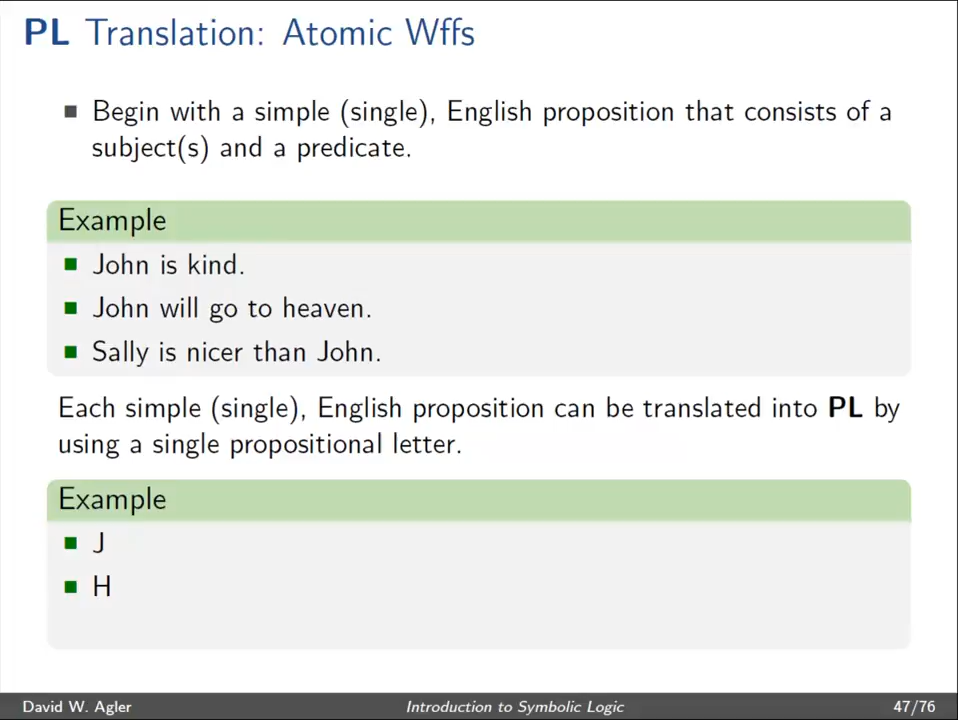 PL Translation: Atomic Wffs
Begin with a simple (single), English proposition that consists of a
subject(s) and a predicate.
Example
John is kind.
John will go to heaven.
Sally is nicer than John.
Each simple (single), English proposition can be translated into PL by
using a single propositional letter.
Example
J
H
David W. Agler Introduction to Symbolic Logic 47/76